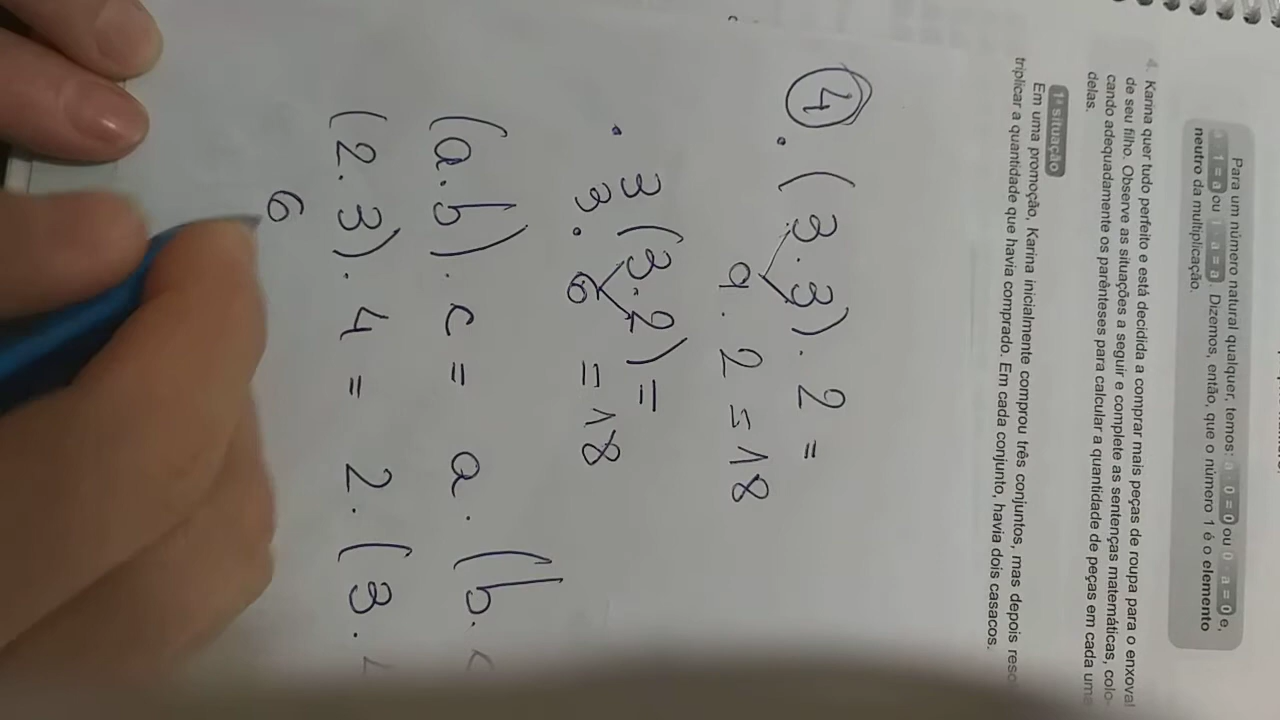 Para um número natural qualquer, temos: a · 0 = 0 ou 0 · a = 0 e,
a · 1 = a ou 1 · a = a. Dizemos, então, que o número 1 é o elemento
neutro da multiplicação.
4. Karina quer tudo perfeito e está decidida a comprar mais peças de roupa para o enxoval
de seu filho. Observe as situações a seguir e complete as sentenças matemáticas, colo-
cando adequadamente os parênteses para calcular a quantidade de peças em cada uma
delas.
1ª situação
Em uma promoção, Karina inicialmente comprou três conjuntos, mas depois reso
triplicar a quantidade que havia comprado. Em cada conjunto, havia dois casacos.
4. (3.3).2=
9.2=18
3(3.2)=
3.6=18
(a.b).c=a.(b.c
(2.3).4=2.(3.
6